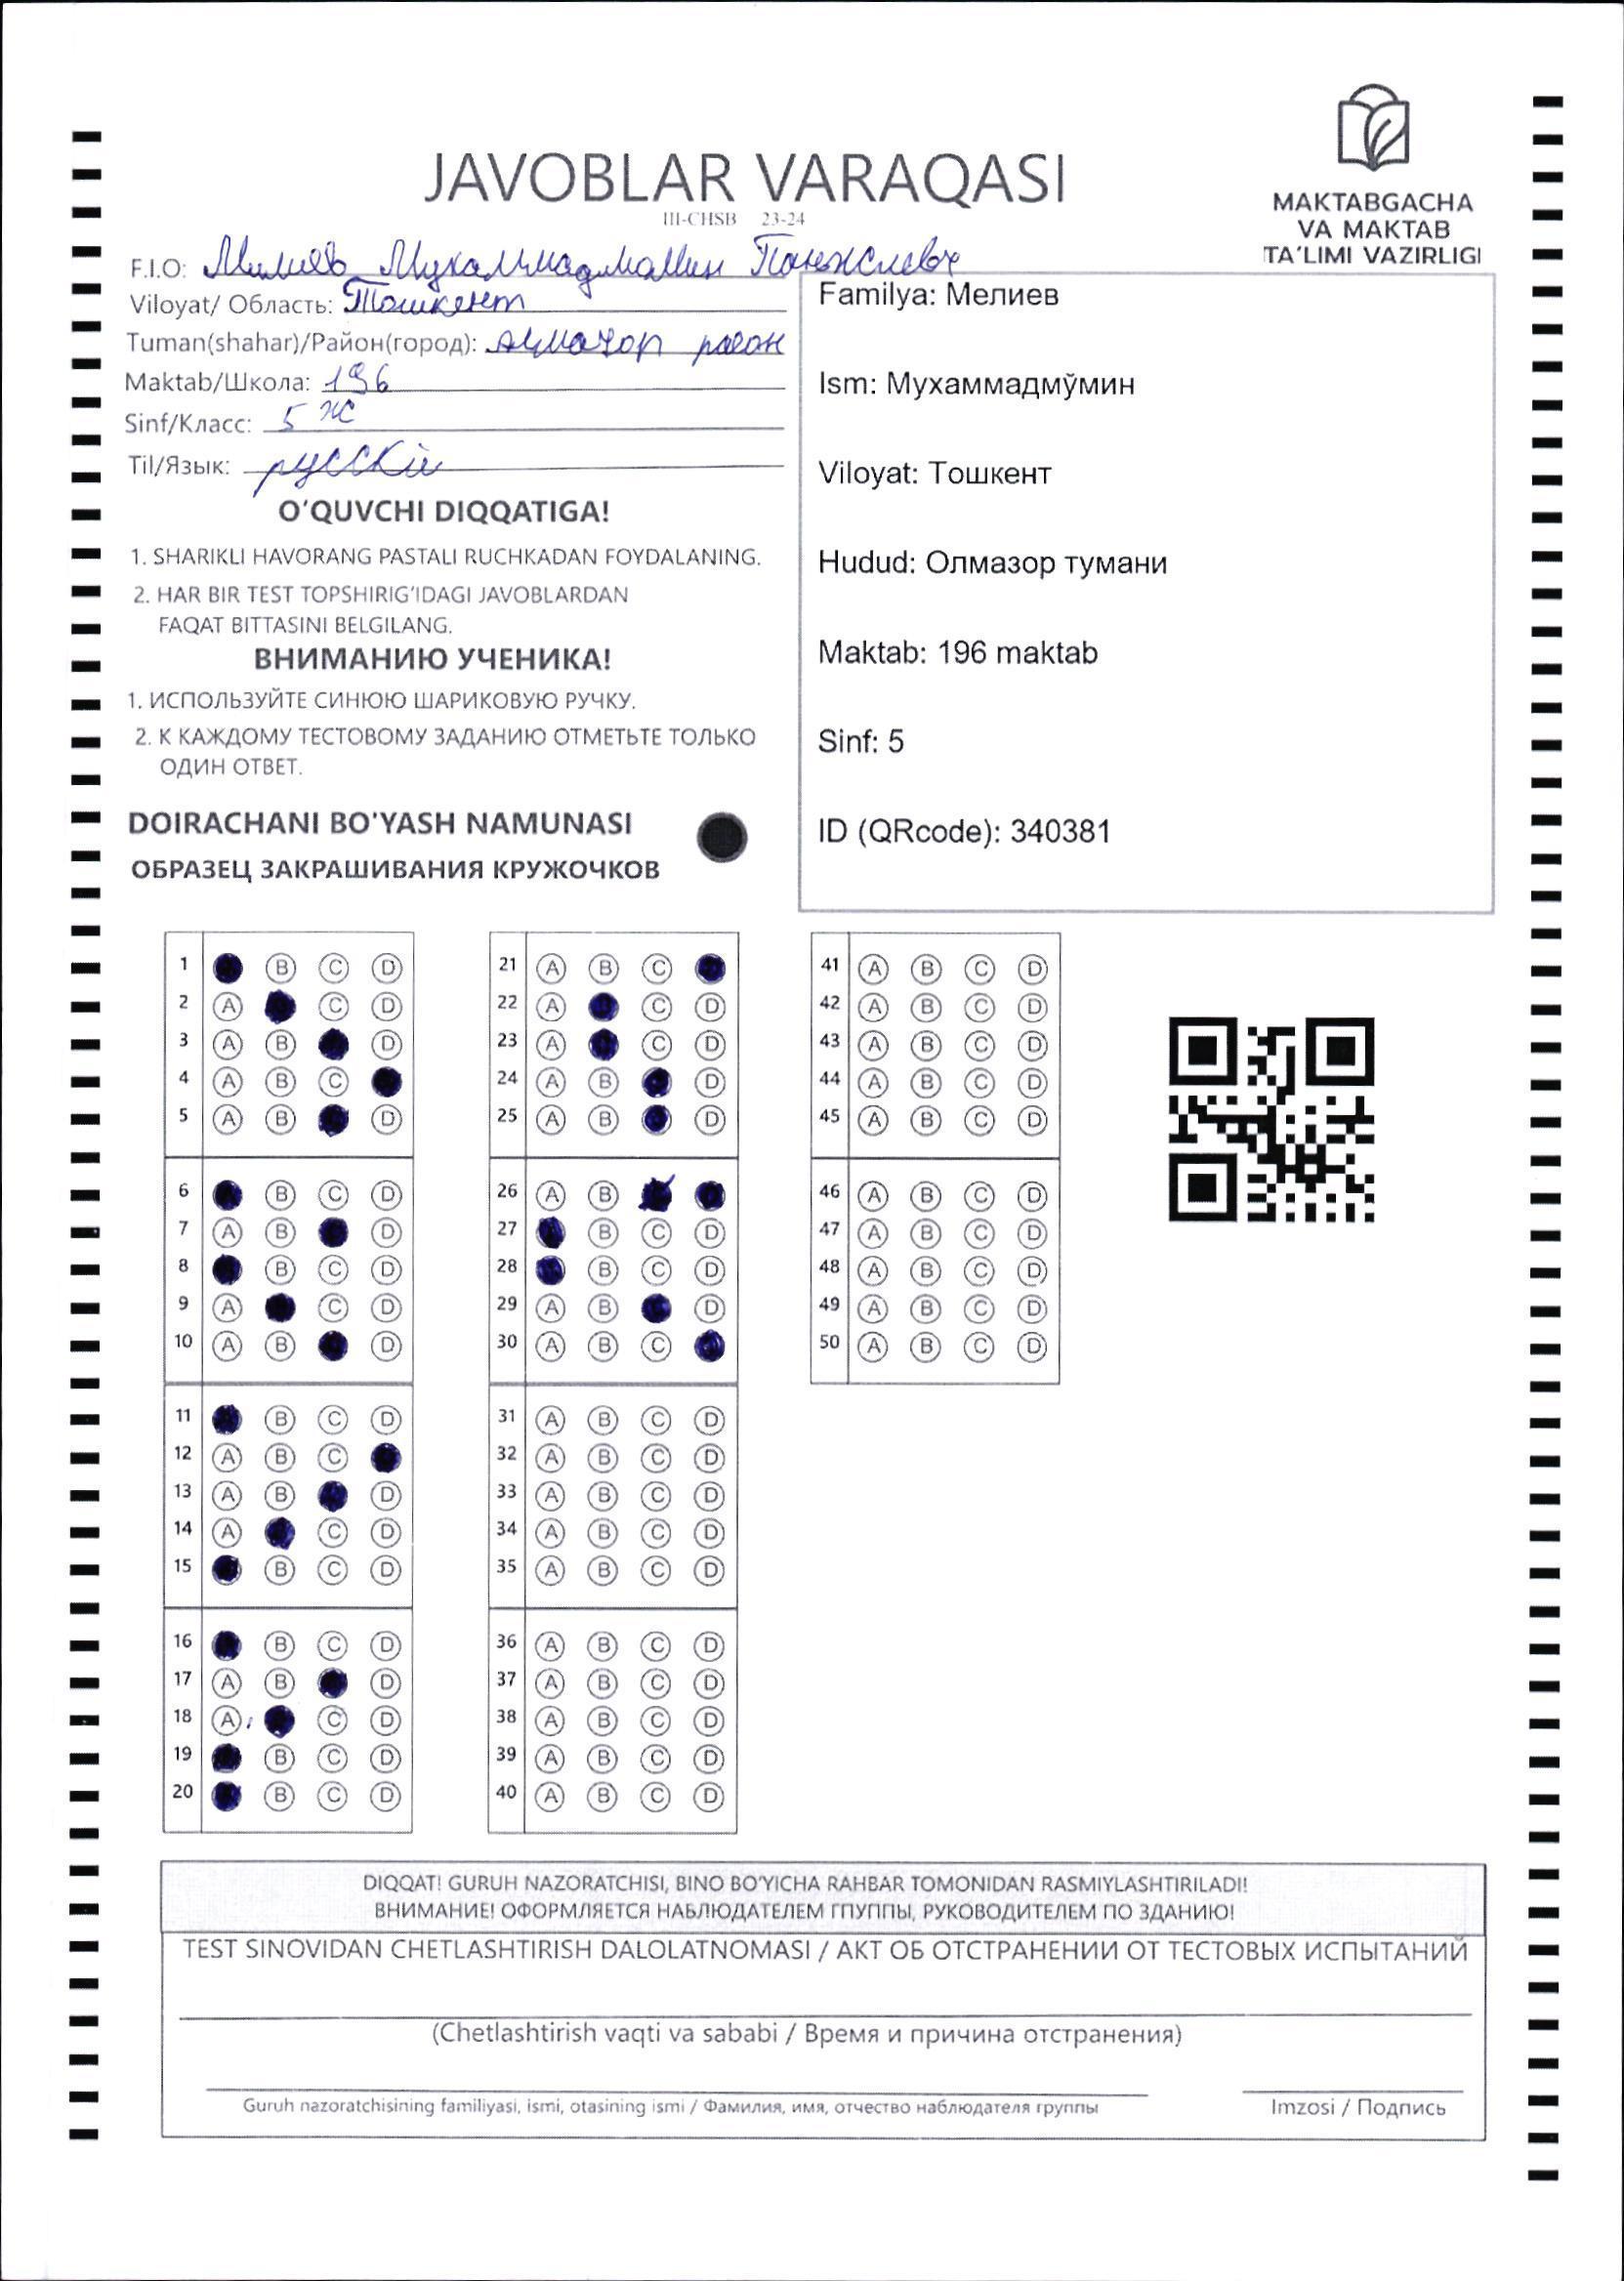 JAVOBLAR VARAQASI
III-CHSB 23-24
MAKTABGACHA
VA MAKTAB
TA'LIMI VAZIRLIGI
F.I.O: Мелиев
Viloyat/ Область: Тошкент
Tuman(shahar)/Район(город): Алмазор район
Maktab/Школа: 196
Sinf/Класс: 5 ж
Til/Язык: русскй
O'QUVCHI DIQQATIGA!
1. SHARIKLI HAVORANG PASTALI RUCHKADAN FOYDALANING.
2. HAR BIR TEST TOPSHIRIG'IDAGI JAVOBLARDAN
FAQAT BITTASINI BELGILANG.
ВНИМАНИЮ УЧЕНИКА!
1. ИСПОЛЬЗУЙТЕ СИНЮЮ ШАРИКОВУЮ РУЧКУ.
2. К КАЖДОМУ ТЕСТОВОМУ ЗАДАНИЮ ОТМЕТЬТЕ ТОЛЬКО
ОДИН ОТВЕТ.
DOIRACHANI BO'YASH NAMUNASI
ОБРАЗЕЦ ЗАКРАШИВАНИЯ КРУЖОЧКОВ
Familya: Мелиев
Ism: Мухаммадмўмин
Viloyat: Тошкент
Hudud: Олмазор тумани
Maktab: 196 maktab
Sinf: 5
ID (QRcode): 340381
1 B C D
2 A C D
3 A B D
4 A B C
5 A B D
6 B C D
7 A B D
8 B C D
9 A C D
10 A B D
11 B C D
12 A B C
13 A B D
14 A C D
15 B C D
16 B C D
17 A B D
18 A C D
19 B C D
20 B C D
21 A B C
22 A C D
23 A C D
24 A B D
25 A B D
26 A B
27 B C D
28 B C D
29 A B D
30 A B C
31 A B C D
32 A B C D
33 A B C D
34 A B C D
35 A B C D
36 A B C D
37 A B C D
38 A B C D
39 A B C D
40 A B C D
41 A B C D
42 A B C D
43 A B C D
44 A B C D
45 A B C D
46 A B C D
47 A B C D
48 A B C D
49 A B C D
50 A B C D
DIQQAT! GURUH NAZORATCHISI, BINO BO'YICHA RAHBAR TOMONIDAN RASMIYLASHTIRILADI!
ВНИМАНИЕ! ОФОРМЛЯЕТСЯ НАБЛЮДАТЕЛЕМ ГПУППЫ, РУКОВОДИТЕЛЕМ ПО ЗДАНИЮ!
TEST SINOVIDAN CHETLASHTIRISH DALOLATNOMASI / АКТ ОБ ОТСТРАНЕНИИ ОТ ТЕСТОВЫХ ИСПЫТАНИЙ
(Chetlashtirish vaqti va sababi / Время и причина отстранения)
Guruh nazoratchisining familiyasi, ismi, otasining ismi / Фамилия, имя, отчество наблюдателя группы
Imzosi / Подпись